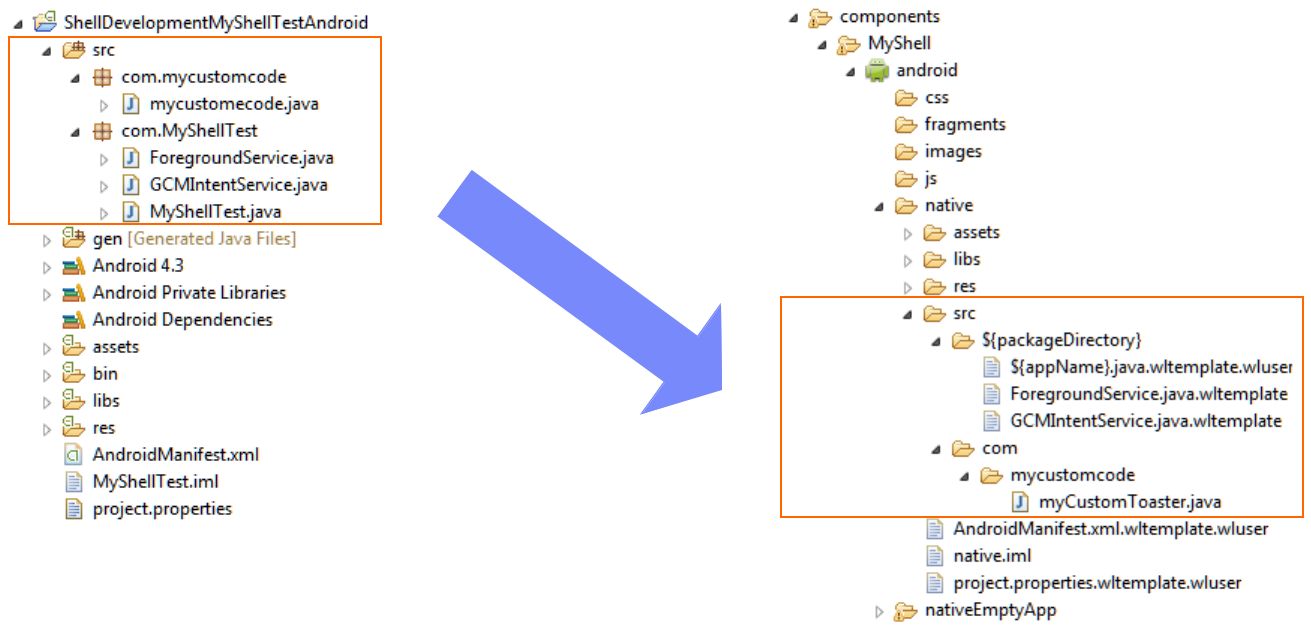 ShellDevelopmentMyShellTestAndroid
src
com.mycustomcode
mycustomecode.java
com.MyShellTest
ForegroundService.java
GCMIntentService.java
MyShellTest.java
gen [Generated Java Files]
Android 4.3
Android Private Libraries
Android Dependencies
assets
bin
libs
res
AndroidManifest.xml
MyShellTest.iml
project.properties
components
MyShell
android
css
fragments
images
js
native
assets
libs
res
src
${packageDirectory}
${appName}.java.wltemplate.wluser
ForegroundService.java.wltemplate
GCMIntentService.java.wltemplate
com
mycustomcode
myCustomToaster.java
AndroidManifest.xml.wltemplate.wluser
native.iml
project.properties.wltemplate.wluser
nativeEmptyApp